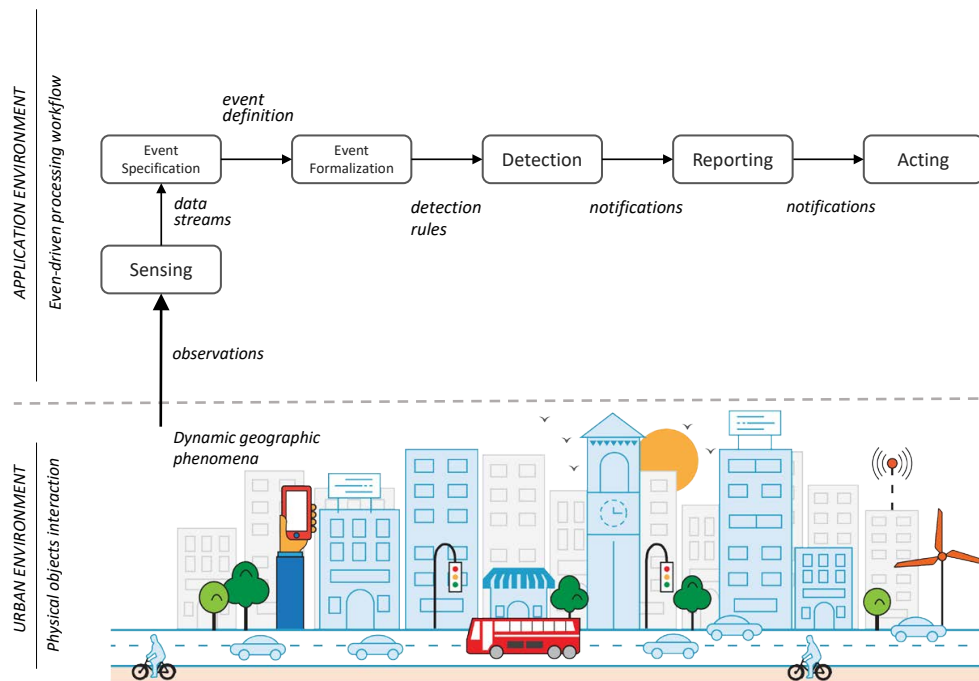 APPLICATION ENVIRONMENT
Even-driven processing workflow
event
definition
Event
Specification
Event
Formalization
Detection
Reporting
Acting
data
streams
detection
rules
notifications
notifications
Sensing
observations
URBAN ENVIRONMENT
Physical objects interaction
Dynamic geographic
phenomena